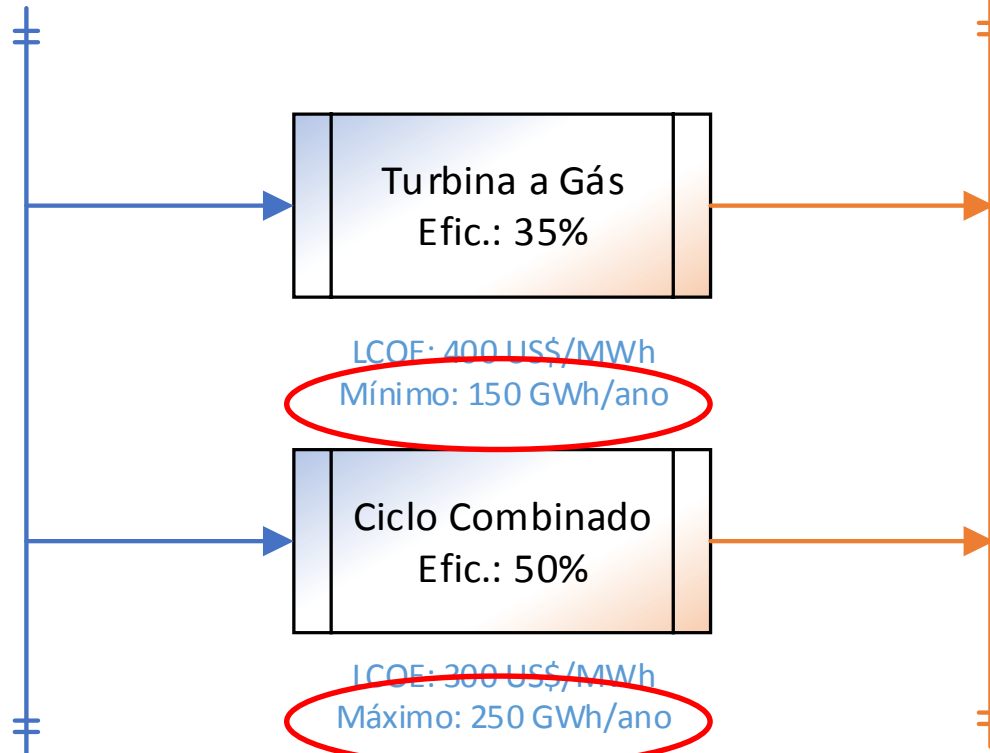 Turbina a Gás
Efic.: 35%
LCOE: 400 US$/MWh
Mínimo: 150 GWh/ano
Ciclo Combinado
Efic.: 50%
LCOE: 300 US$/MWh
Máximo: 250 GWh/ano